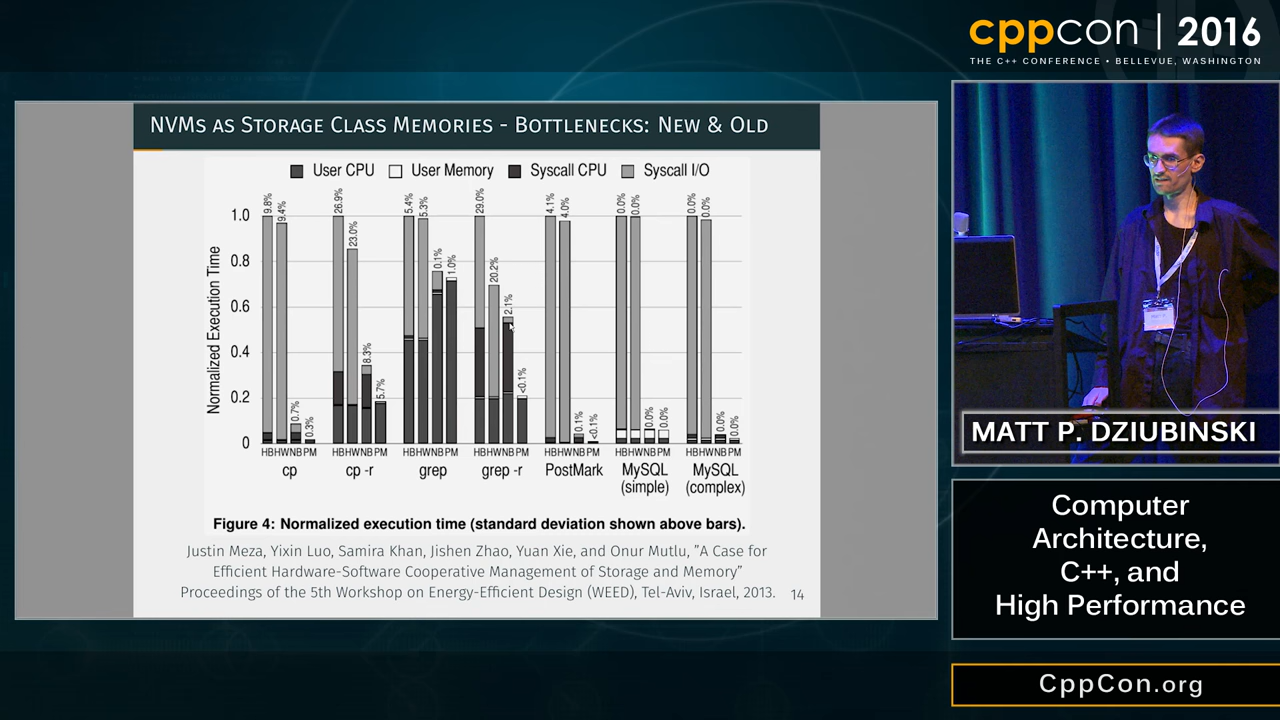 cppcon | 2016
THE C++ CONFERENCE • BELLEVUE, WASHINGTON
NVMs as Storage Class Memories - Bottlenecks: New & Old
User CPU User Memory Syscall CPU Syscall I/O
Normalized Execution Time
1.0
0.8
0.6
0.4
0.2
0
9.8% 9.4% 0.7% 0.3%
26.9% 23.0% 8.3% 5.7%
5.4% 5.3% 0.1% 1.0%
29.0% 20.2% 2.1% <0.1%
4.1% 4.0% 0.1% <0.1%
0.0% 0.0% 0.0% 0.0%
0.0% 0.0% 0.0% 0.0%
HBHWNBPM HBHWNBPM HBHWNBPM HBHWNBPM HBHWNBPM HBHWNBPM HBHWNBPM
cp cp -r grep grep -r PostMark MySQL MySQL
(simple) (complex)
Figure 4: Normalized execution time (standard deviation shown above bars).
Justin Meza, Yixin Luo, Samira Khan, Jishen Zhao, Yuan Xie, and Onur Mutlu, "A Case for
Efficient Hardware-Software Cooperative Management of Storage and Memory"
Proceedings of the 5th Workshop on Energy-Efficient Design (WEED), Tel-Aviv, Israel, 2013.
14
MATT P. DZIUBINSKI
Computer
Architecture,
C++, and
High Performance
CppCon.org